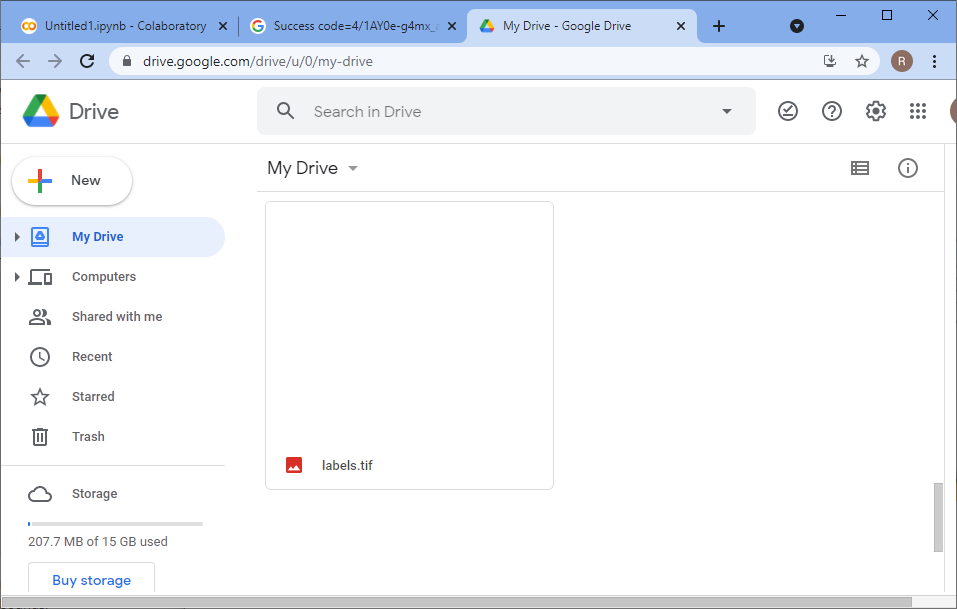 Untitled1.ipynb - Colaboratory
Success code=4/1AY0e-g4mx_
My Drive - Google Drive
drive.google.com/drive/u/0/my-drive
R
Drive
Search in Drive
New
My Drive
My Drive
Computers
Shared with me
Recent
Starred
Trash
labels.tif
Storage
207.7 MB of 15 GB used
Buy storage